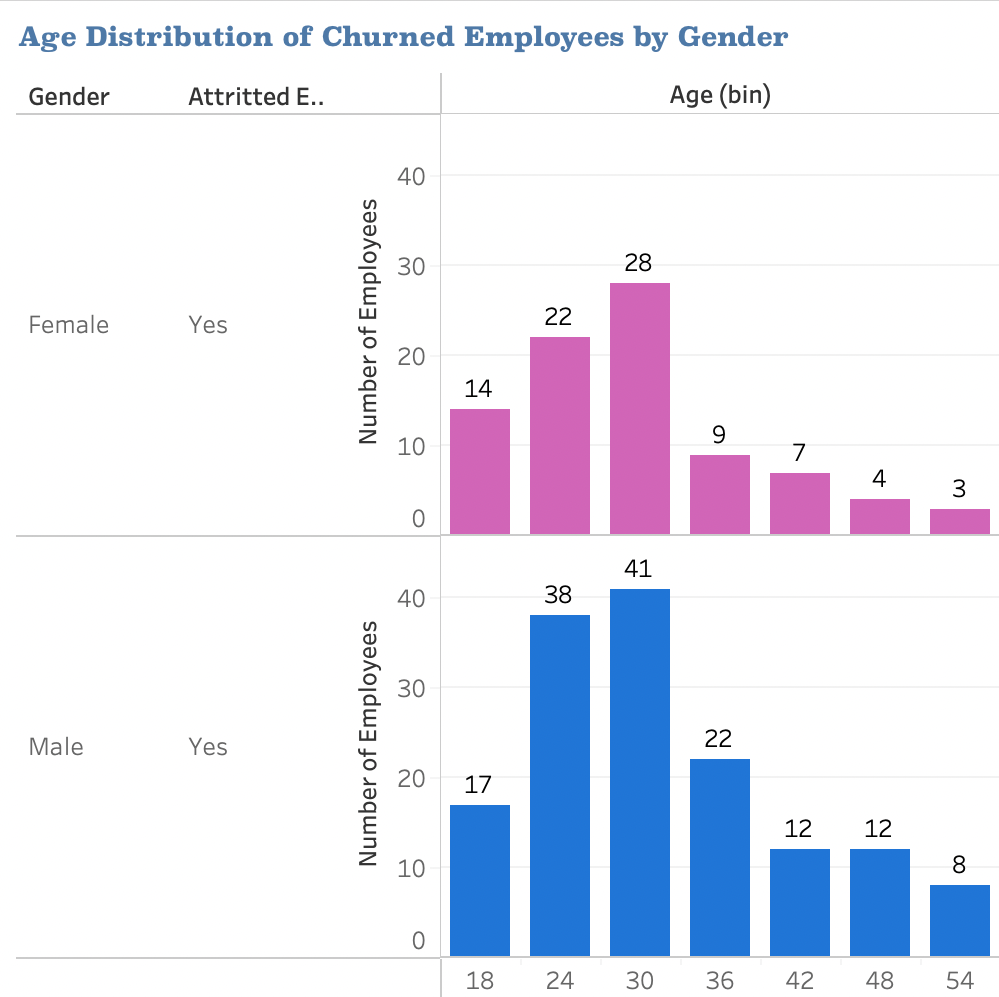 Age Distribution of Churned Employees by Gender
Gender Attritted E.. Age (bin)
Female Yes
Number of Employees
40
30
20
10
0
14 22 28 9 7 4 3
Male Yes
Number of Employees
40
30
20
10
0
17 38 41 22 12 12 8
18 24 30 36 42 48 54